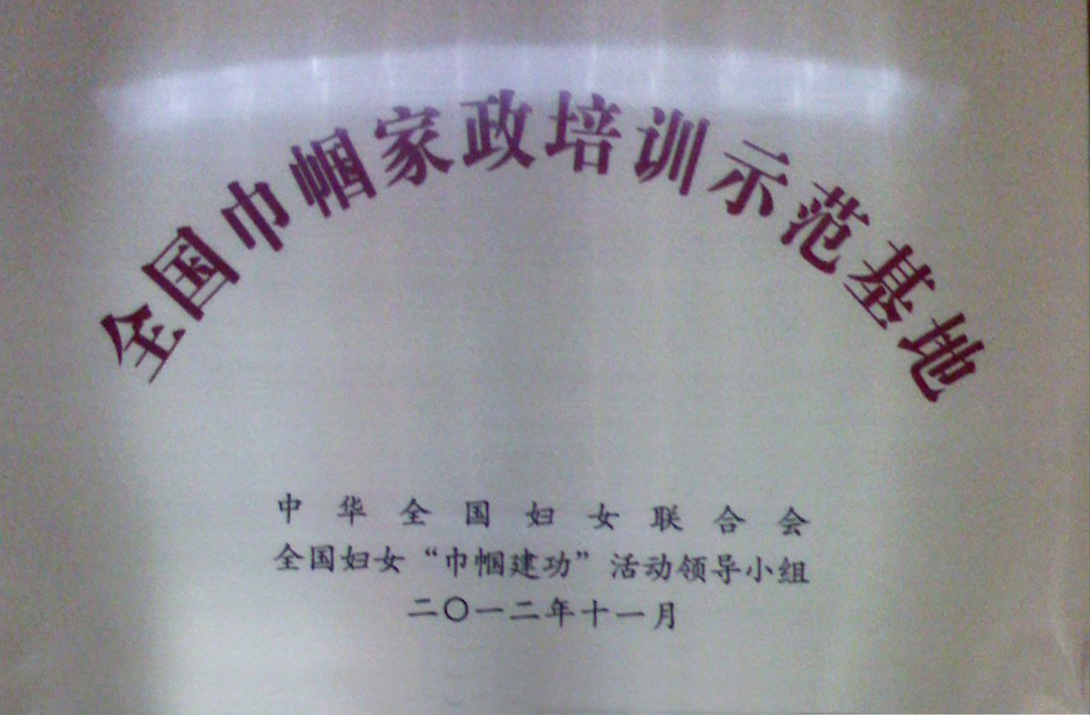 全国巾帼家政培训示范基地
中华全国妇女联合会
全国妇女“巾帼建功”活动领导小组
二〇一二年十一月